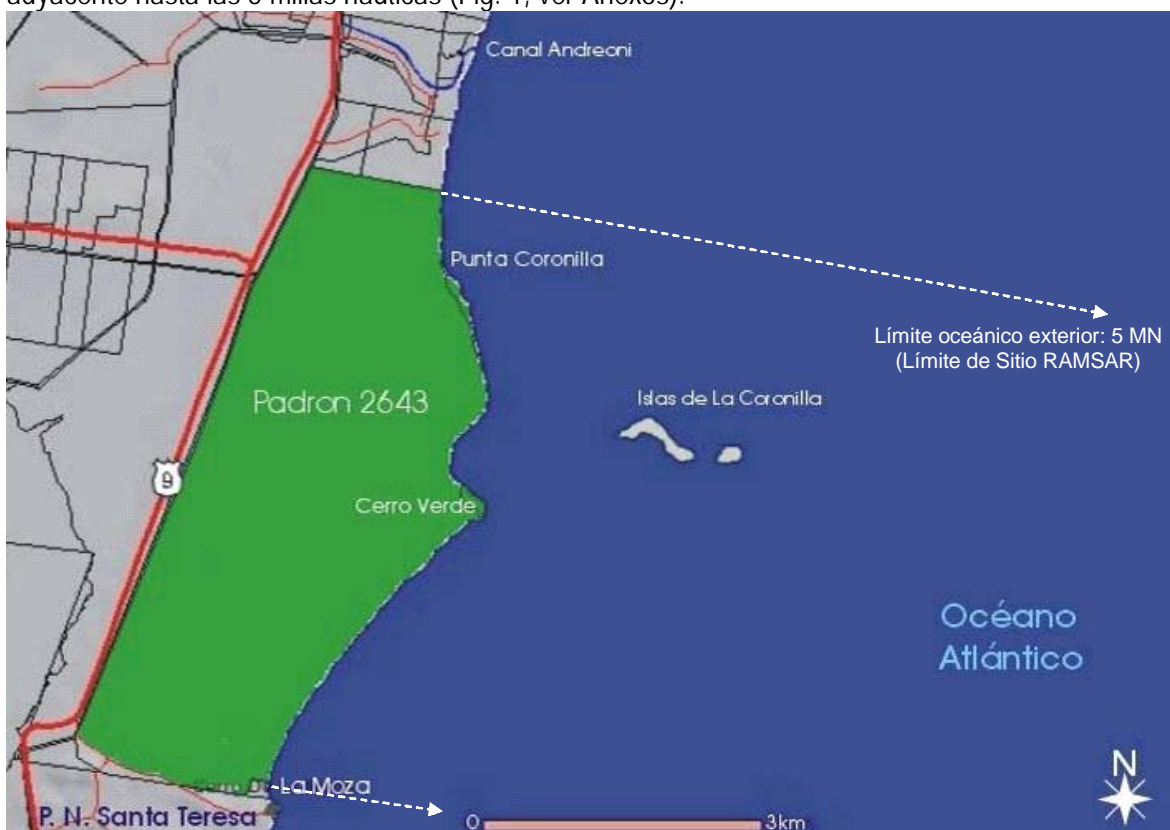 adyacente hasta las 5 millas náuticas (Fig. 1, ver Anexos).
Canal Andreoni
Punta Coronilla
Límite oceánico exterior: 5 MN
(Límite de Sitio RAMSAR)
Padron 2643
Islas de La Coronilla
9
Cerro Verde
Océano
Atlántico
N
La Moza
P. N. Santa Teresa
0
3km